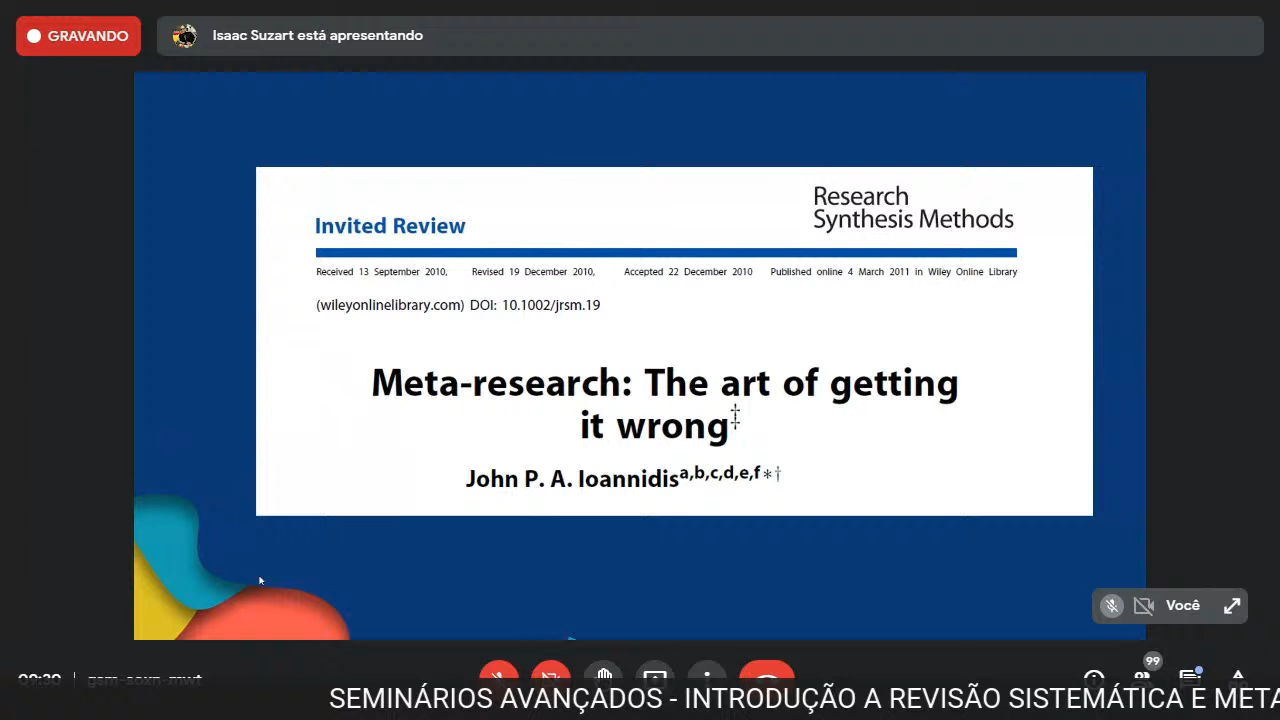 GRAVANDO
Isaac Suzart está apresentando
Research
Synthesis Methods
Invited Review
Received 13 September 2010, Revised 19 December 2010, Accepted 22 December 2010 Published online 4 March 2011 in Wiley Online Library
(wileyonlinelibrary.com) DOI: 10.1002/jrsm.19
Meta-research: The art of getting
it wrong‡
John P. A. Ioannidisa,b,c,d,e,f∗†
Você
99
SEMINÁRIOS AVANÇADOS - INTRODUÇÃO A REVISÃO SISTEMÁTICA E META